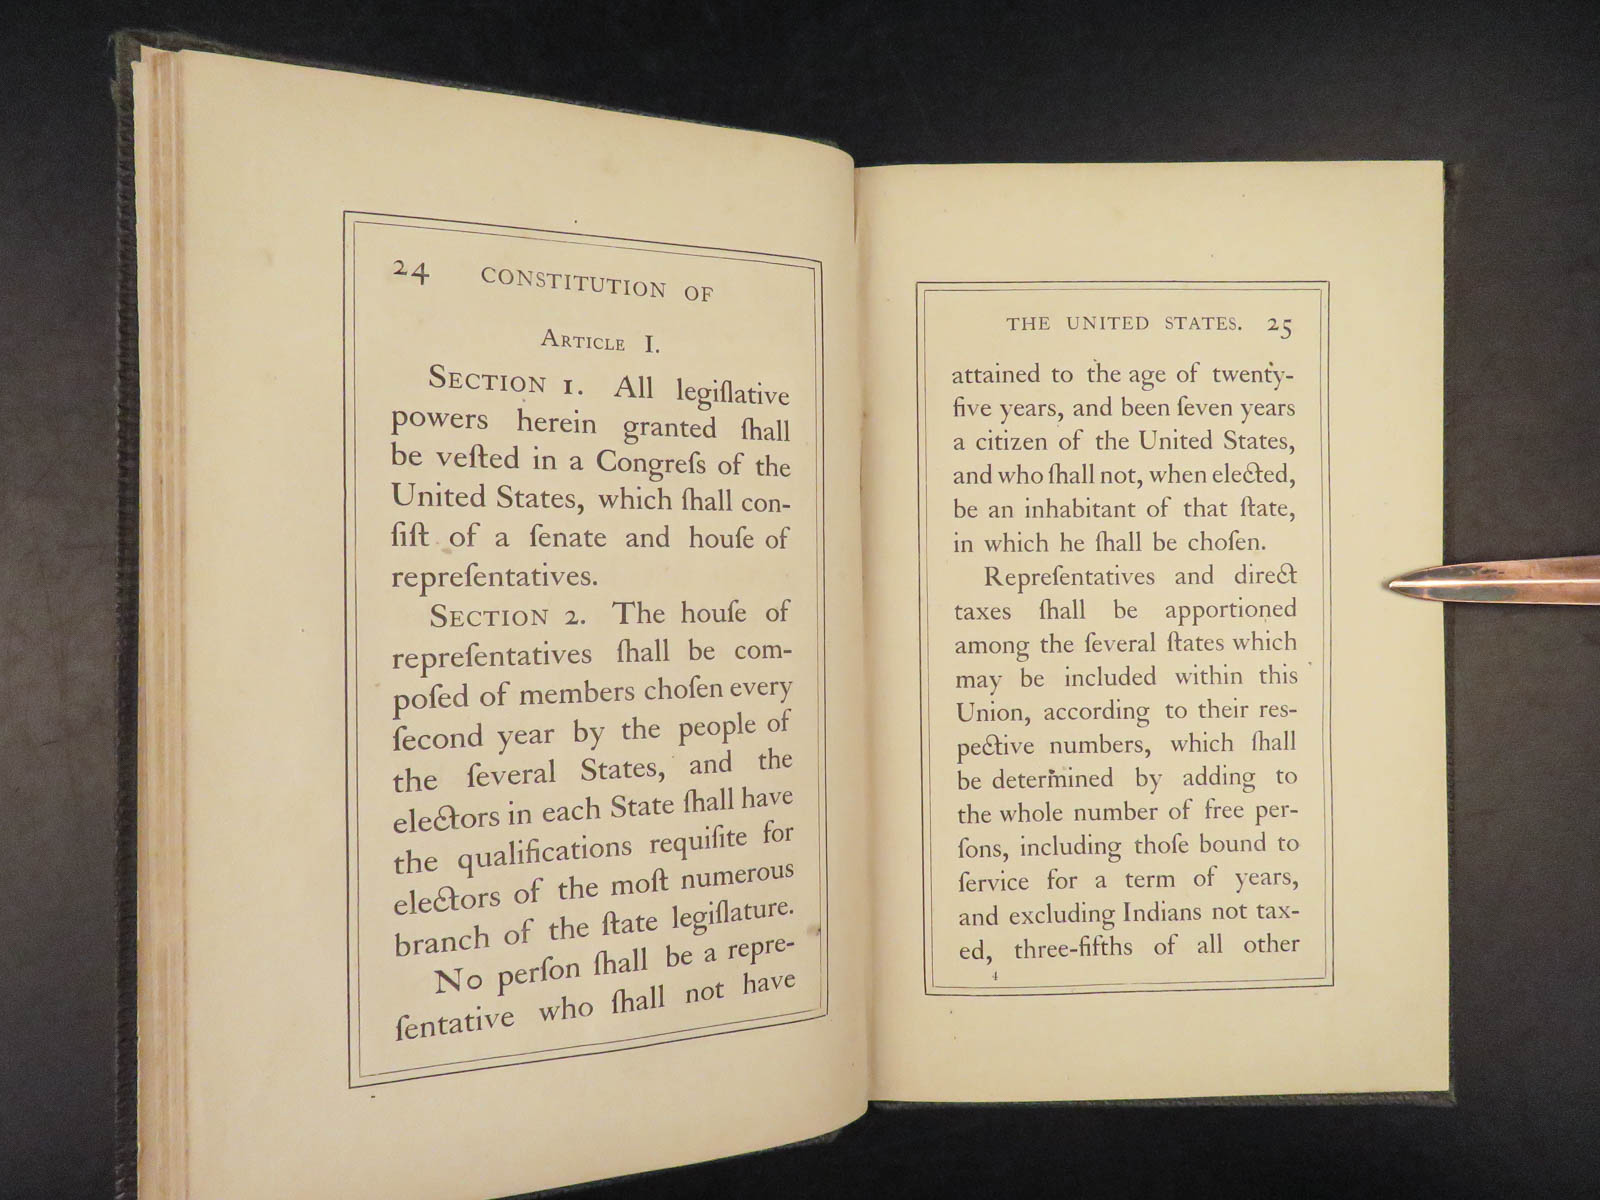 24 CONSTITUTION OF
ARTICLE I.
SECTION 1. All legiſlative
powers herein granted ſhall
be veſted in a Congreſs of the
United States, which ſhall con-
ſiſt of a ſenate and houſe of
repreſentatives.
SECTION 2. The houſe of
repreſentatives ſhall be com-
poſed of members choſen every
ſecond year by the people of
the ſeveral States, and the
electors in each State ſhall have
the qualifications requiſite for
electors of the moſt numerous
branch of the ſtate legiſlature.
No perſon ſhall be a repre-
ſentative who ſhall not have
THE UNITED STATES. 25
attained to the age of twenty-
five years, and been ſeven years
a citizen of the United States,
and who ſhall not, when elected,
be an inhabitant of that ſtate,
in which he ſhall be choſen.
Repreſentatives and direct
taxes ſhall be apportioned
among the ſeveral ſtates which
may be included within this
Union, according to their res-
pective numbers, which ſhall
be determined by adding to
the whole number of free per-
ſons, including thoſe bound to
ſervice for a term of years,
and excluding Indians not tax-
ed, three-fifths of all other
4